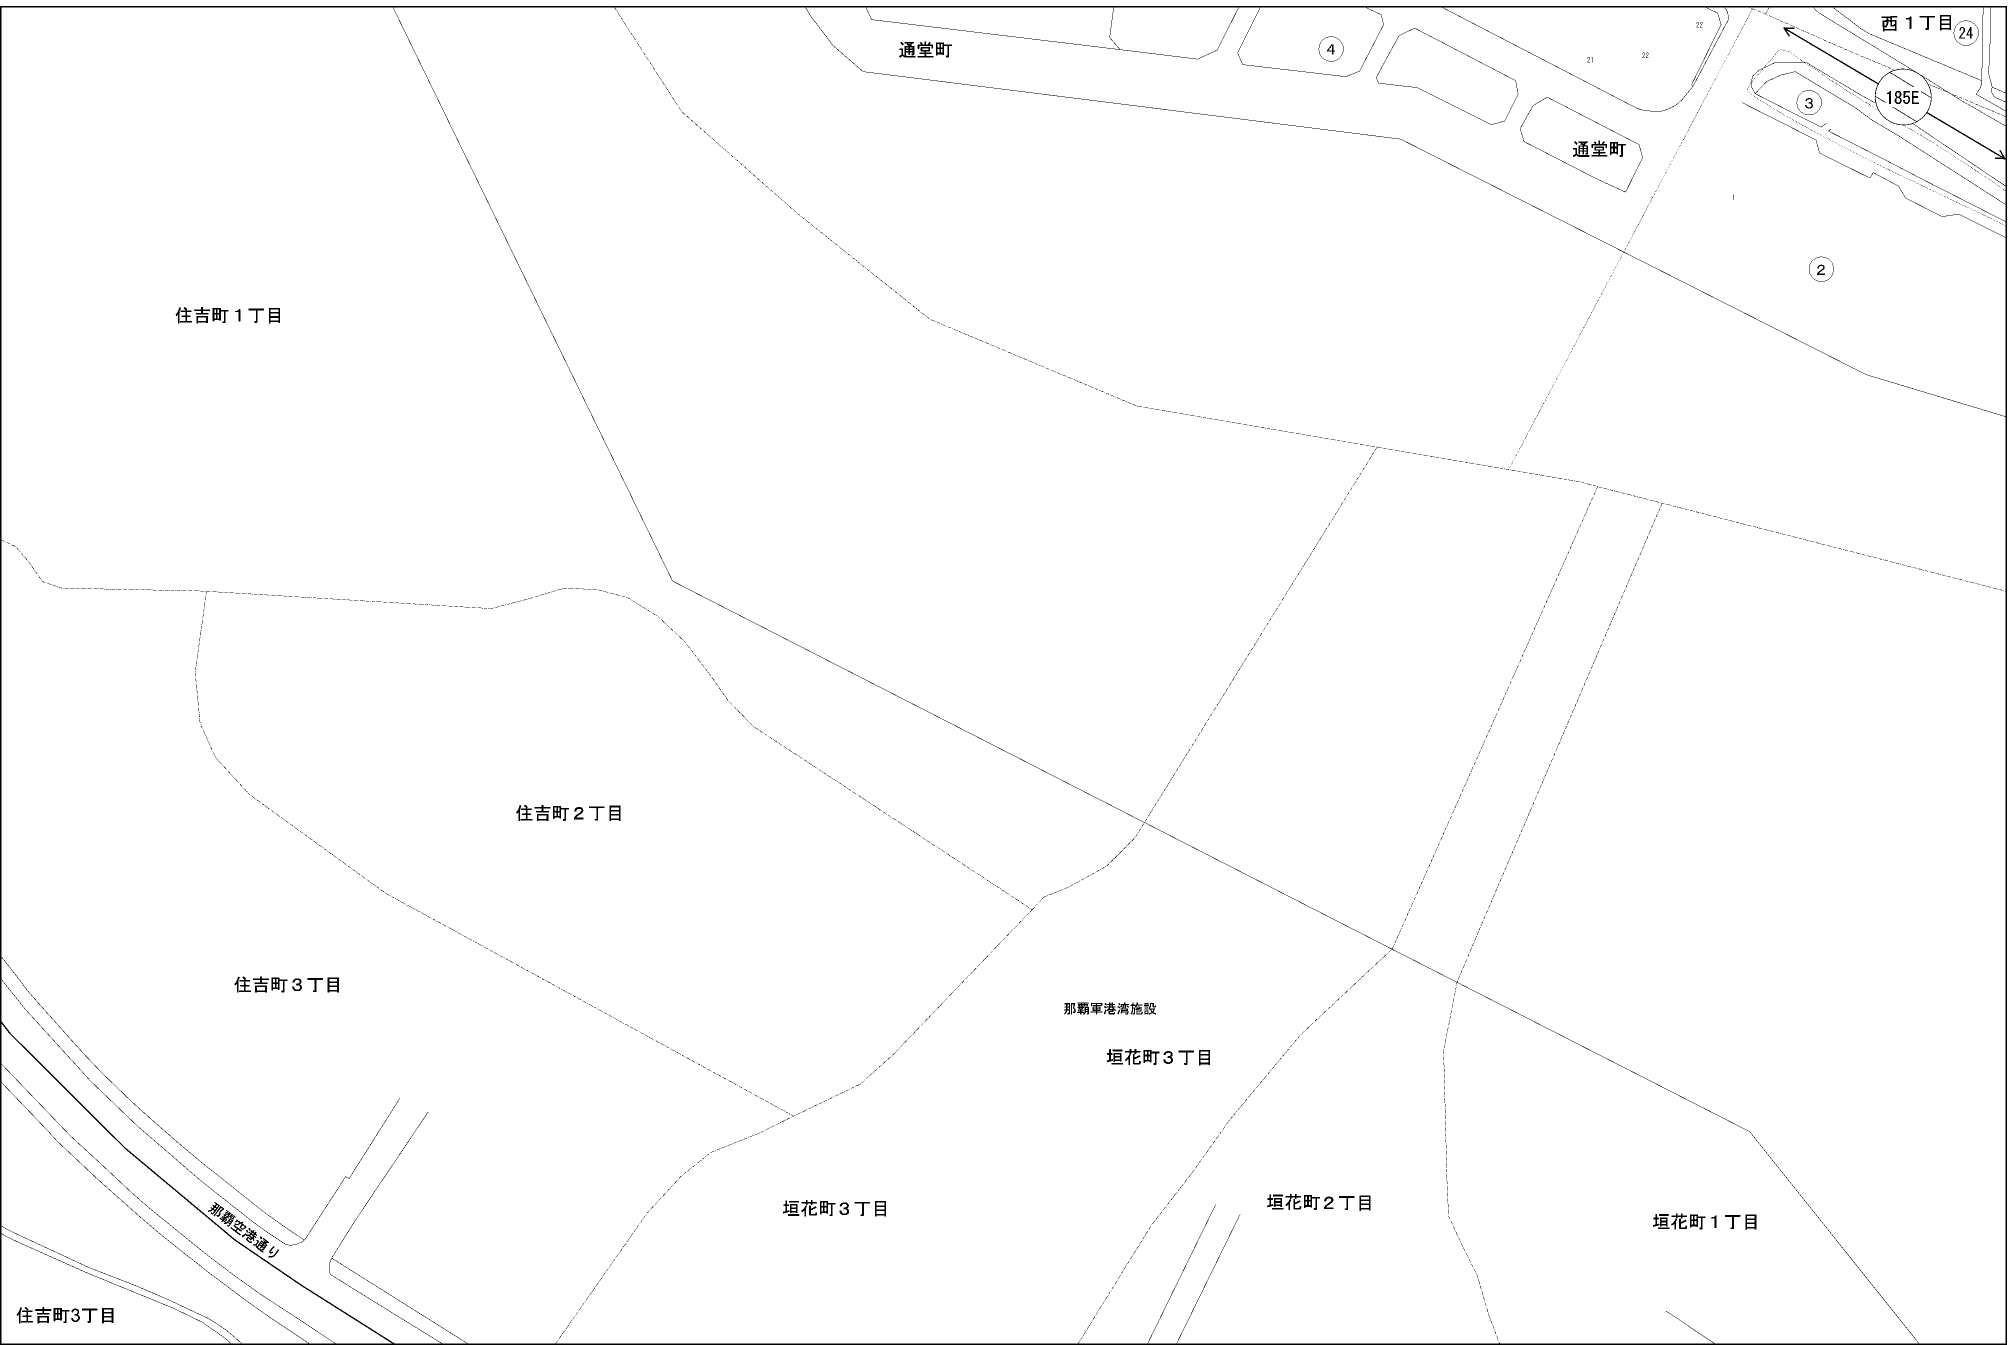 西１丁目
24
22
通堂町
4
21
22
185E
3
通堂町
1
2
住吉町１丁目
住吉町２丁目
住吉町３丁目
那覇軍港湾施設
垣花町３丁目
垣花町２丁目
垣花町３丁目
垣花町１丁目
那覇空港通り
住吉町3丁目